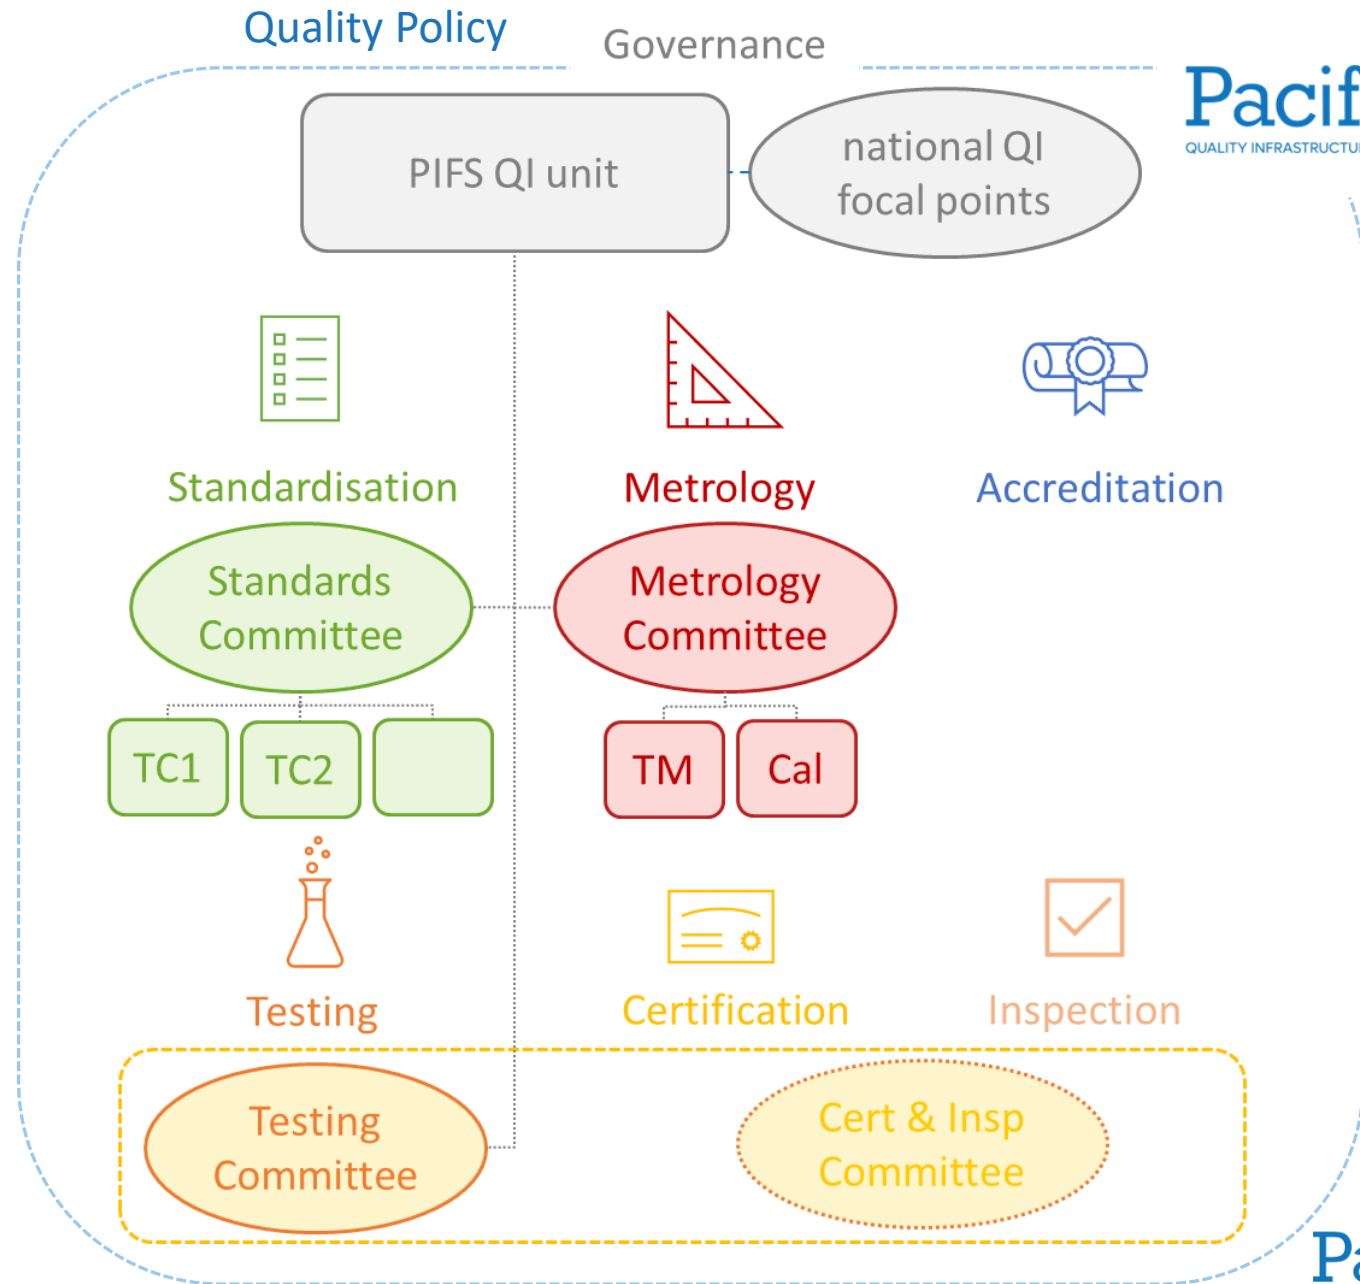 Quality Policy
Governance
Pacif
QUALITY INFRASTRUCTUR
PIFS QI unit
national QI
focal points
Standardisation
Metrology
Accreditation
Standards
Committee
Metrology
Committee
TC1
TC2
TM
Cal
Testing
Certification
Inspection
Testing
Committee
Cert & Insp
Committee
Pa